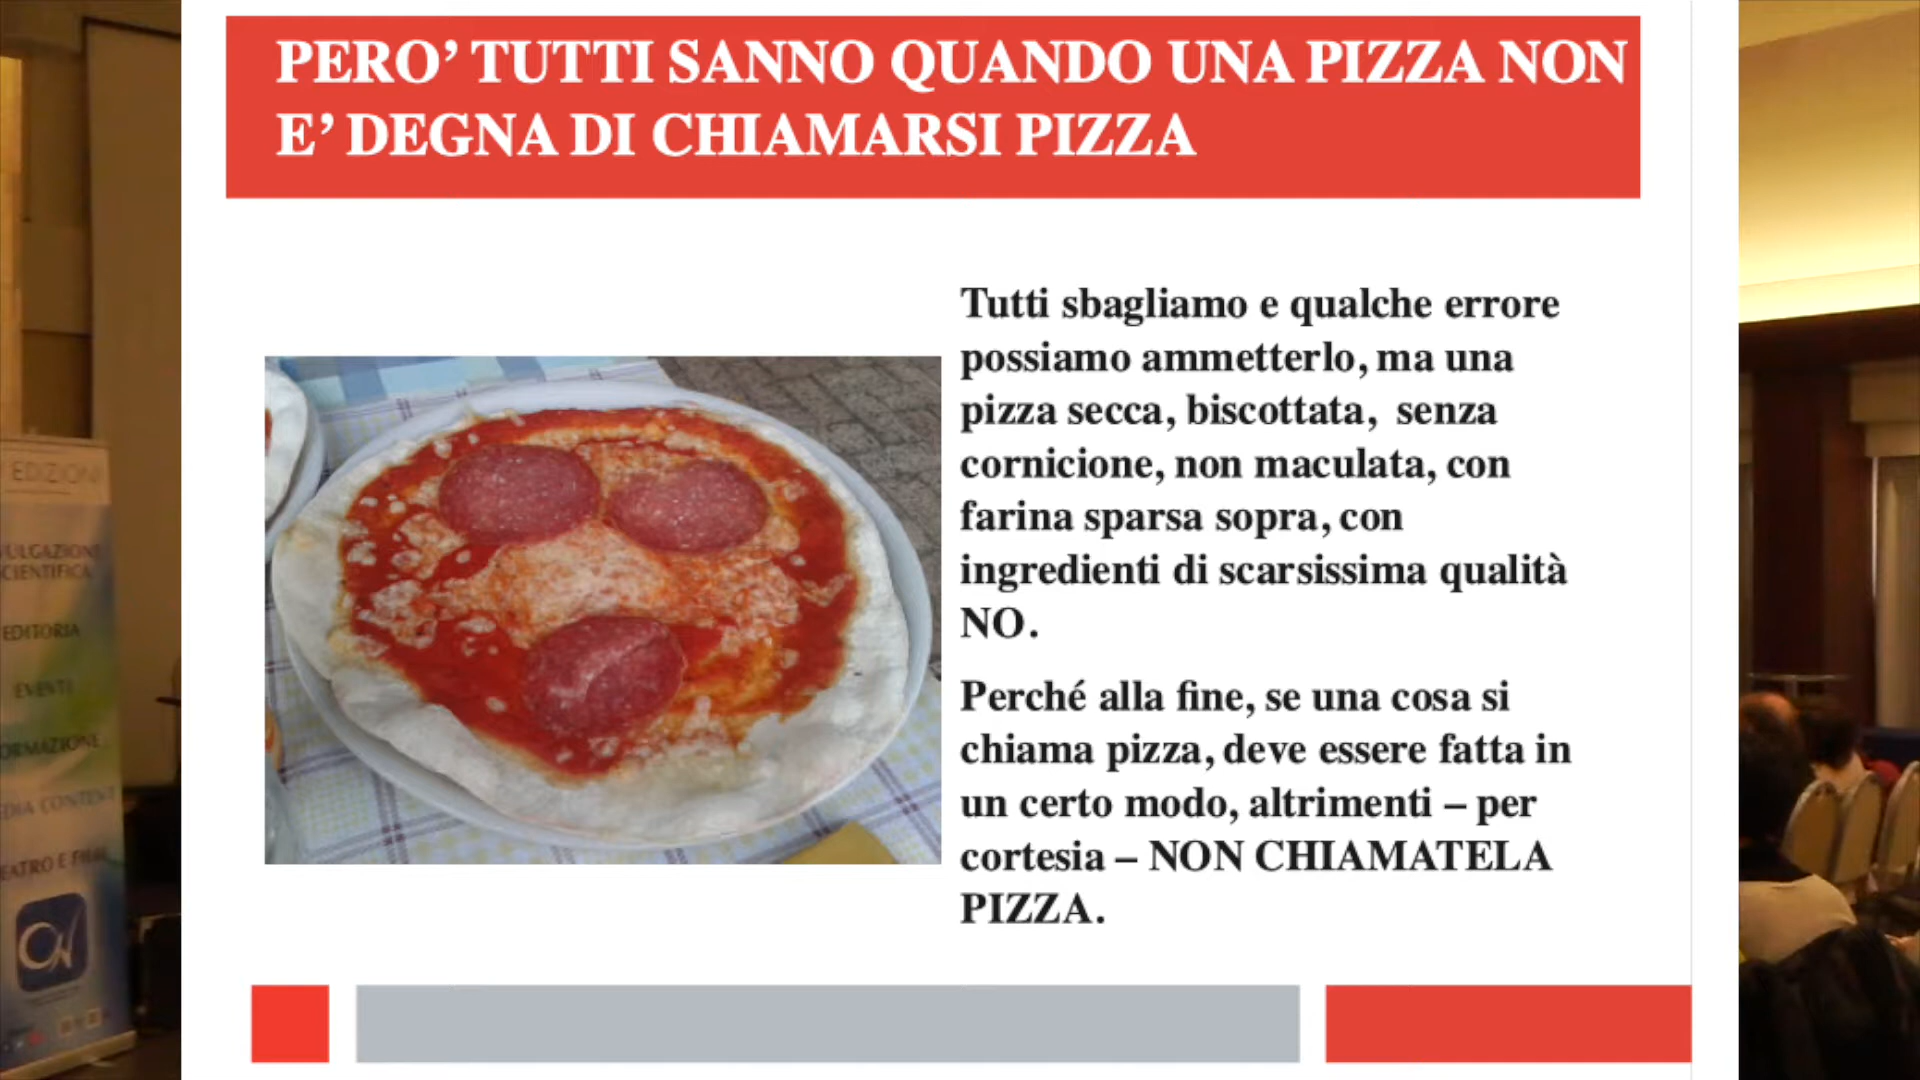 PERO’ TUTTI SANNO QUANDO UNA PIZZA NON
E’ DEGNA DI CHIAMARSI PIZZA
Tutti sbagliamo e qualche errore
possiamo ammetterlo, ma una
pizza secca, biscottata, senza
cornicione, non maculata, con
farina sparsa sopra, con
ingredienti di scarsissima qualità
NO.
Perché alla fine, se una cosa si
chiama pizza, deve essere fatta in
un certo modo, altrimenti – per
cortesia – NON CHIAMATELA
PIZZA.
EDIZIONI
EDITORIA
EVENTI